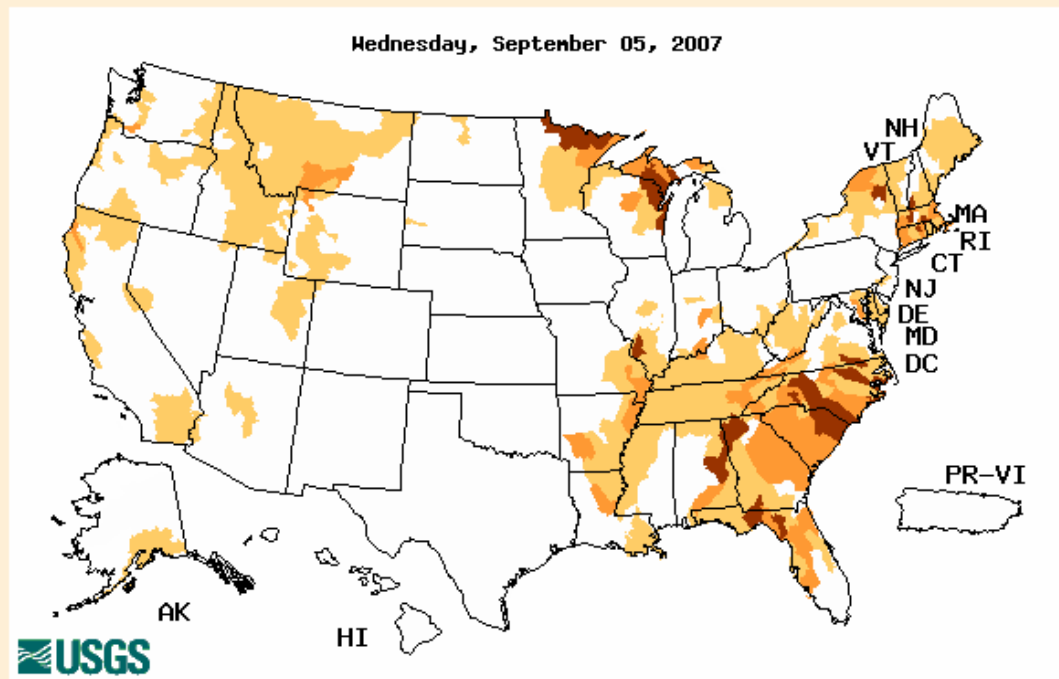 Wednesday, September 05, 2007
NH
VT
MA
RI
CT
NJ
DE
MD
DC
PR-VI
AK
HI
USGS